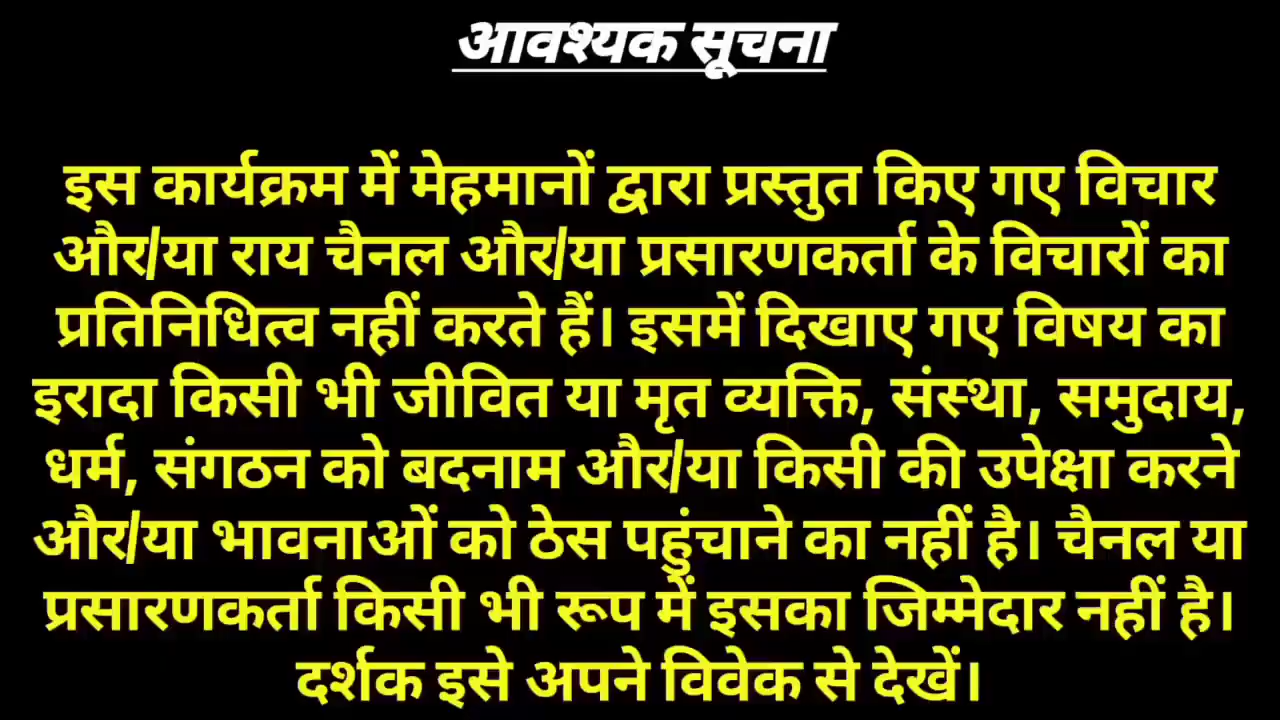 आवश्यक सूचना
इस कार्यक्रम में मेहमानों द्वारा प्रस्तुत किए गए विचार
और/या राय चैनल और/या प्रसारणकर्ता के विचारों का
प्रतिनिधित्व नहीं करते हैं। इसमें दिखाए गए विषय का
इरादा किसी भी जीवित या मृत व्यक्ति, संस्था, समुदाय,
धर्म, संगठन को बदनाम और/या किसी की उपेक्षा करने
और/या भावनाओं को ठेस पहुंचाने का नहीं है। चैनल या
प्रसारणकर्ता किसी भी रूप में इसका जिम्मेदार नहीं है।
दर्शक इसे अपने विवेक से देखें।